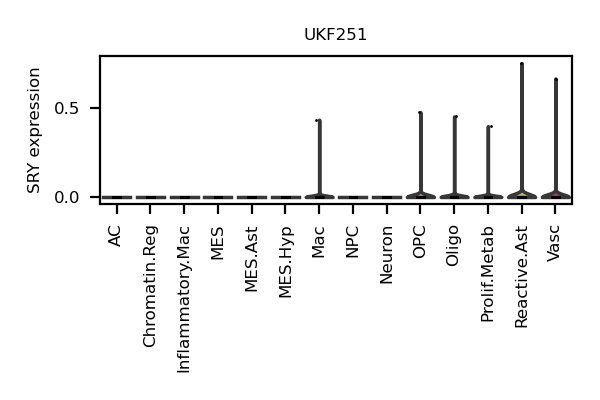 UKF251
SRY expression
0.5
0.0
AC
Chromatin.Reg
Inflammatory.Mac
MES
MES.Ast
MES.Hyp
Mac
NPC
Neuron
OPC
Oligo
Prolif.Metab
Reactive.Ast
Vasc